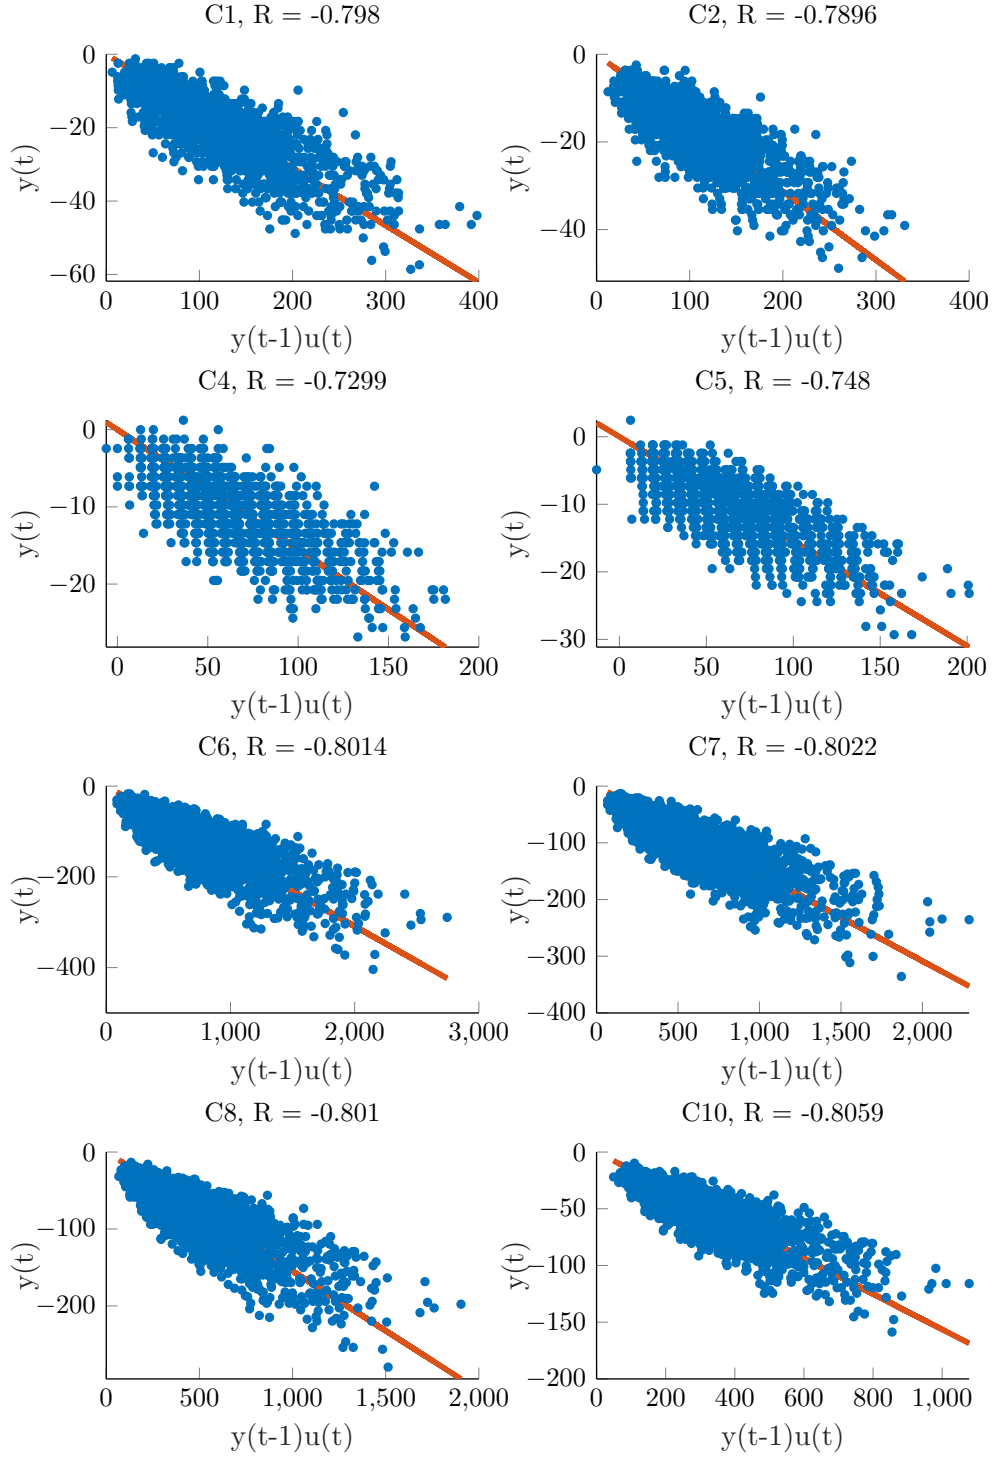 C1, R = -0.798
0
−20
−40
−60
y(t)
0 100 200 300 400
y(t-1)u(t)
C2, R = -0.7896
0
−20
−40
y(t)
0 100 200 300 400
y(t-1)u(t)
C4, R = -0.7299
0
−10
−20
y(t)
0 50 100 150 200
y(t-1)u(t)
C5, R = -0.748
0
−10
−20
−30
y(t)
0 50 100 150 200
y(t-1)u(t)
C6, R = -0.8014
0
−200
−400
y(t)
0 1,000 2,000 3,000
y(t-1)u(t)
C7, R = -0.8022
0
−100
−200
−300
−400
y(t)
0 500 1,000 1,500 2,000
y(t-1)u(t)
C8, R = -0.801
0
−100
−200
y(t)
0 500 1,000 1,500 2,000
y(t-1)u(t)
C10, R = -0.8059
0
−50
−100
−150
−200
y(t)
0 200 400 600 800 1,000
y(t-1)u(t)